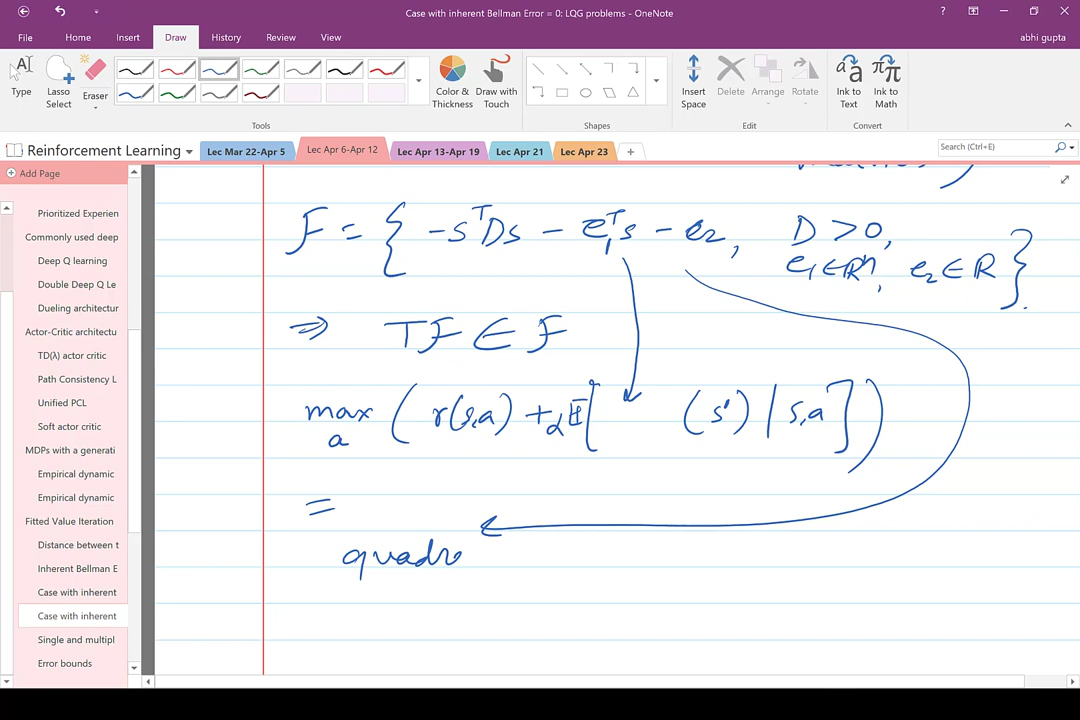 Case with inherent Bellman Error = 0: LQG problems - OneNote
File Home Insert Draw History Review View abhi gupta
Type
Lasso Select
Eraser
Color & Thickness
Draw with Touch
Insert Space
Delete
Arrange
Rotate
Ink to Text
Ink to Math
Tools Shapes Edit Convert
Reinforcement Learning Lec Mar 22-Apr 5 Lec Apr 6-Apr 12 Lec Apr 13-Apr 19 Lec Apr 21 Lec Apr 23 Search (Ctrl+E)
Add Page
Prioritized Experien
Commonly used deep
Deep Q learning
Double Deep Q Le
Dueling architectur
Actor-Critic architectu
TD(λ) actor critic
Path Consistency L
Unified PCL
Soft actor critic
MDPs with a generati
Empirical dynamic
Empirical dynamic
Fitted Value Iteration
Distance between t
Inherent Bellman E
Case with inherent
Case with inherent
Single and multipl
Error bounds
F = { -sᵀDs - e₁ᵀs - e₂, D > 0,
e₁ ∈ ℝⁿ, e₂ ∈ ℝ }.
⇒ TF ∈ F
max a ( r(s,a) + α𝔼[ (s') | s,a ] )
=
quadra